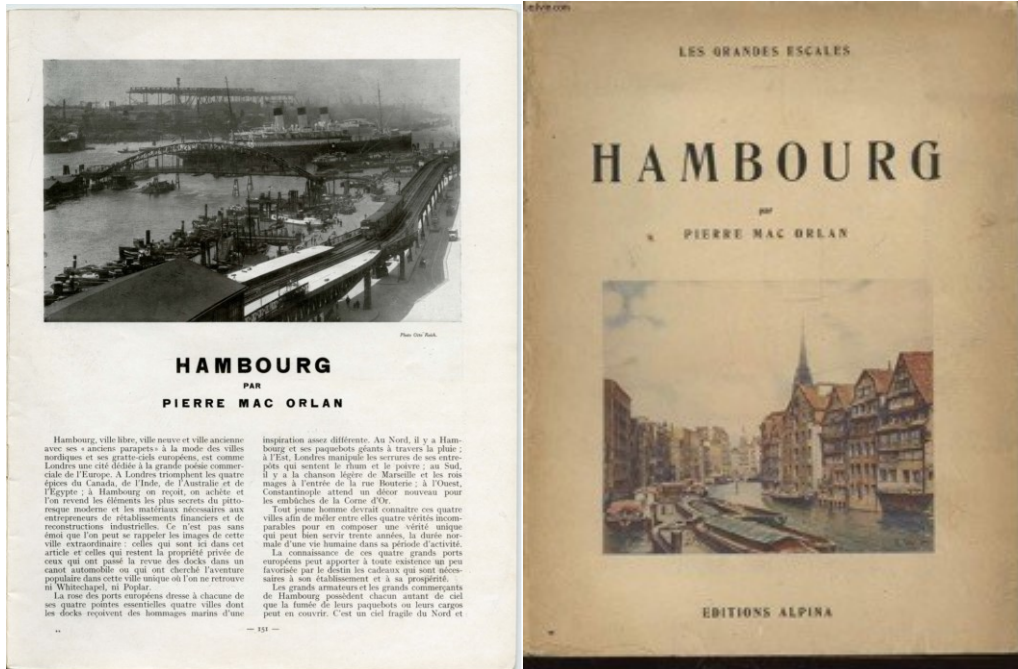 Photo Otto Reich.
HAMBOURG
PAR
PIERRE MAC ORLAN
Hambourg, ville libre, ville neuve et ville ancienne
avec ses « anciens parapets » à la mode des villes
nordiques et ses gratte-ciels européens, est comme
Londres une cité dédiée à la grande poésie commer-
ciale de l'Europe. A Londres triomphent les quatre
épices du Canada, de l'Inde, de l'Australie et de
l'Egypte ; à Hambourg on reçoit, on achète et
l'on revend les éléments les plus secrets du pitto-
resque moderne et les matériaux nécessaires aux
entrepreneurs de rétablissements financiers et de
reconstructions industrielles. Ce n'est pas sans
émoi que l'on peut se rappeler les images de cette
ville extraordinaire : celles qui sont ici dans cet
article et celles qui restent la propriété privée de
ceux qui ont passé la revue des docks dans un
canot automobile ou qui ont cherché l'aventure
populaire dans cette ville unique où l'on ne retrouve
ni Whitechapel, ni Poplar.
La rose des ports européens dresse à chacune de
ses quatre pointes essentielles quatre villes dont
les docks reçoivent des hommages marins d'une
inspiration assez différente. Au Nord, il y a Ham-
bourg et ses paquebots géants à travers la pluie ;
à l'Est, Londres manipule les serrures de ses entre-
pôts qui sentent le rhum et le poivre ; au Sud,
il y a la chanson légère de Marseille et les rois
mages à l'entrée de la rue Bouterie ; à l'Ouest,
Constantinople attend un décor nouveau pour
les embûches de la Corne d'Or.
Tout jeune homme devrait connaître ces quatre
villes afin de mêler entre elles quatre vérités incom-
parables pour en composer une vérité unique
qui peut bien servir trente années, la durée nor-
male d'une vie humaine dans sa période d'activité.
La connaissance de ces quatre grands ports
européens peut apporter à toute existence un peu
favorisée par le destin les cadeaux qui sont néces-
saires à son établissement et à sa prospérité.
Les grands armateurs et les grands commerçants
de Hambourg possèdent chacun autant de ciel
que la fumée de leurs paquebots ou leurs cargos
peut en couvrir. C'est un ciel fragile du Nord et
— 151 —
LES GRANDES ESCALES
HAMBOURG
par
PIERRE MAC ORLAN
EDITIONS ALPINA